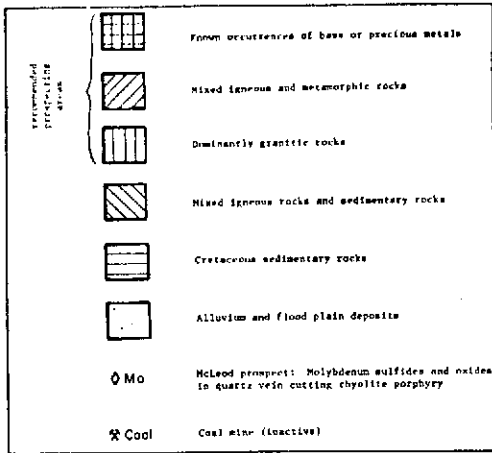 recommended
prospecting
areas
Known occurrences of base or precious metals
Mixed igneous and metamorphic rocks
Dominantly granitic rocks
Mixed igneous rocks and sedimentary rocks
Cretaceous sedimentary rocks
Alluvium and flood plain deposits
Mo
McLeod prospect: Molybdenum sulfides and oxides
in quartz vein cutting rhyolite porphyry
Coal
Coal mine (inactive)